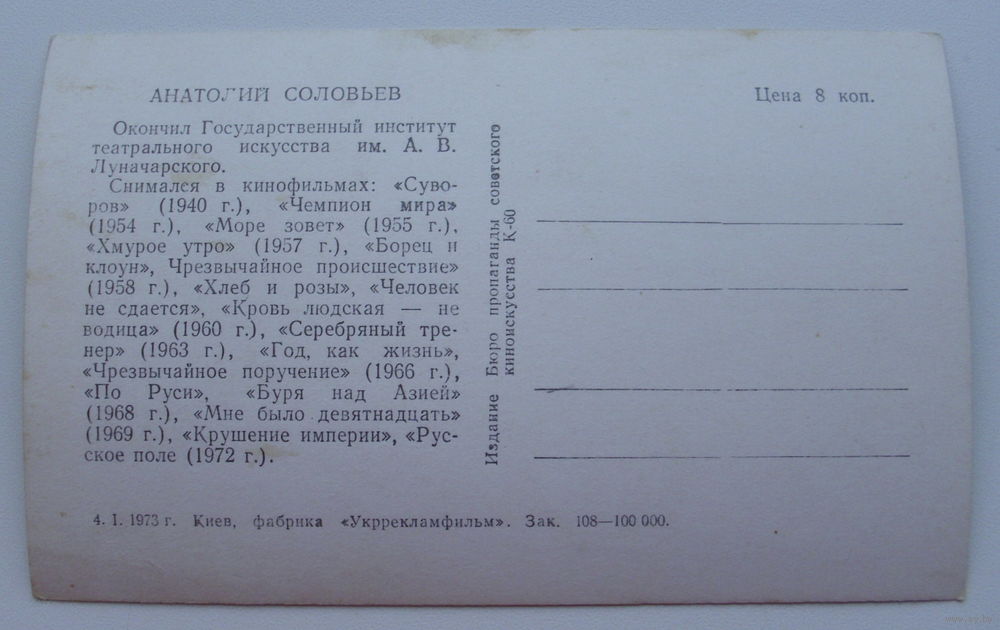 АНАТОЛИЙ СОЛОВЬЕВ
Окончил Государственный институт
театрального искусства им. А. В.
Луначарского.
Снимался в кинофильмах: «Суво-
ров» (1940 г.), «Чемпион мира»
(1954 г.), «Море зовет» (1955 г.),
«Хмурое утро» (1957 г.), «Борец и
клоун», Чрезвычайное происшествие»
(1958 г.), «Хлеб и розы», «Человек
не сдается», «Кровь людская — не
водица» (1960 г.), «Серебряный тре-
нер» (1963 г.), «Год, как жизнь»,
«Чрезвычайное поручение» (1966 г.),
«По Руси», «Буря над Азией»
(1968 г.), «Мне было девятнадцать»
(1969 г.), «Крушение империи», «Рус-
ское поле (1972 г.).
4. I. 1973 г. Киев, фабрика «Укррекламфильм». Зак. 108—100 000.
Издание Бюро пропаганды советского
киноискусства К-60
Цена 8 коп.